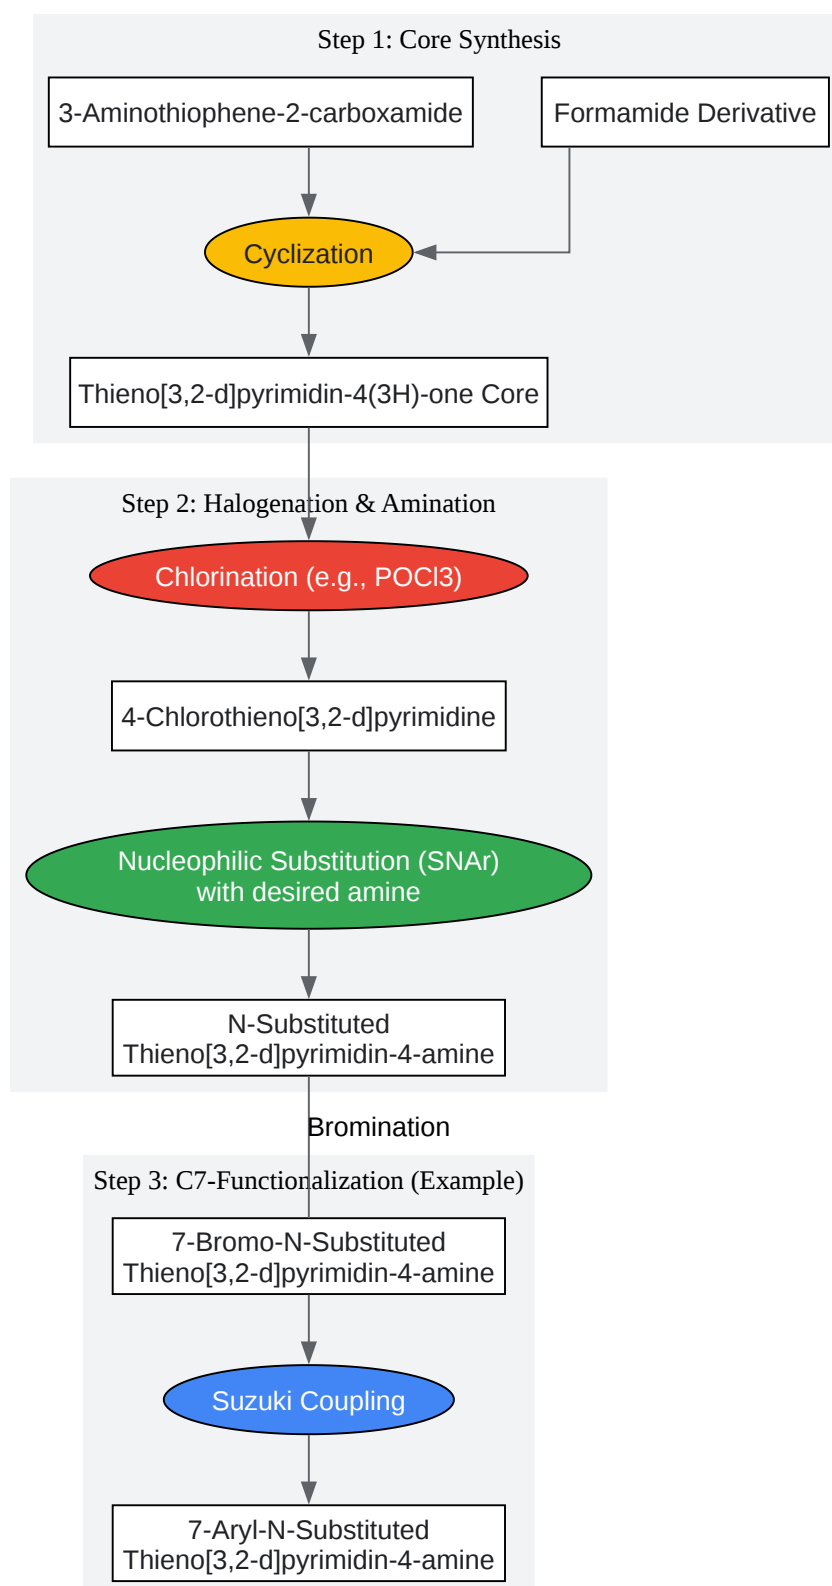 Step 1: Core Synthesis
3-Aminothiophene-2-carboxamide
Formamide Derivative
Cyclization
Thieno[3,2-d]pyrimidin-4(3H)-one Core
Step 2: Halogenation & Amination
Chlorination (e.g., POCl3)
4-Chlorothieno[3,2-d]pyrimidine
Nucleophilic Substitution (SNAr)
with desired amine
N-Substituted
Thieno[3,2-d]pyrimidin-4-amine
Bromination
Step 3: C7-Functionalization (Example)
7-Bromo-N-Substituted
Thieno[3,2-d]pyrimidin-4-amine
Suzuki Coupling
7-Aryl-N-Substituted
Thieno[3,2-d]pyrimidin-4-amine